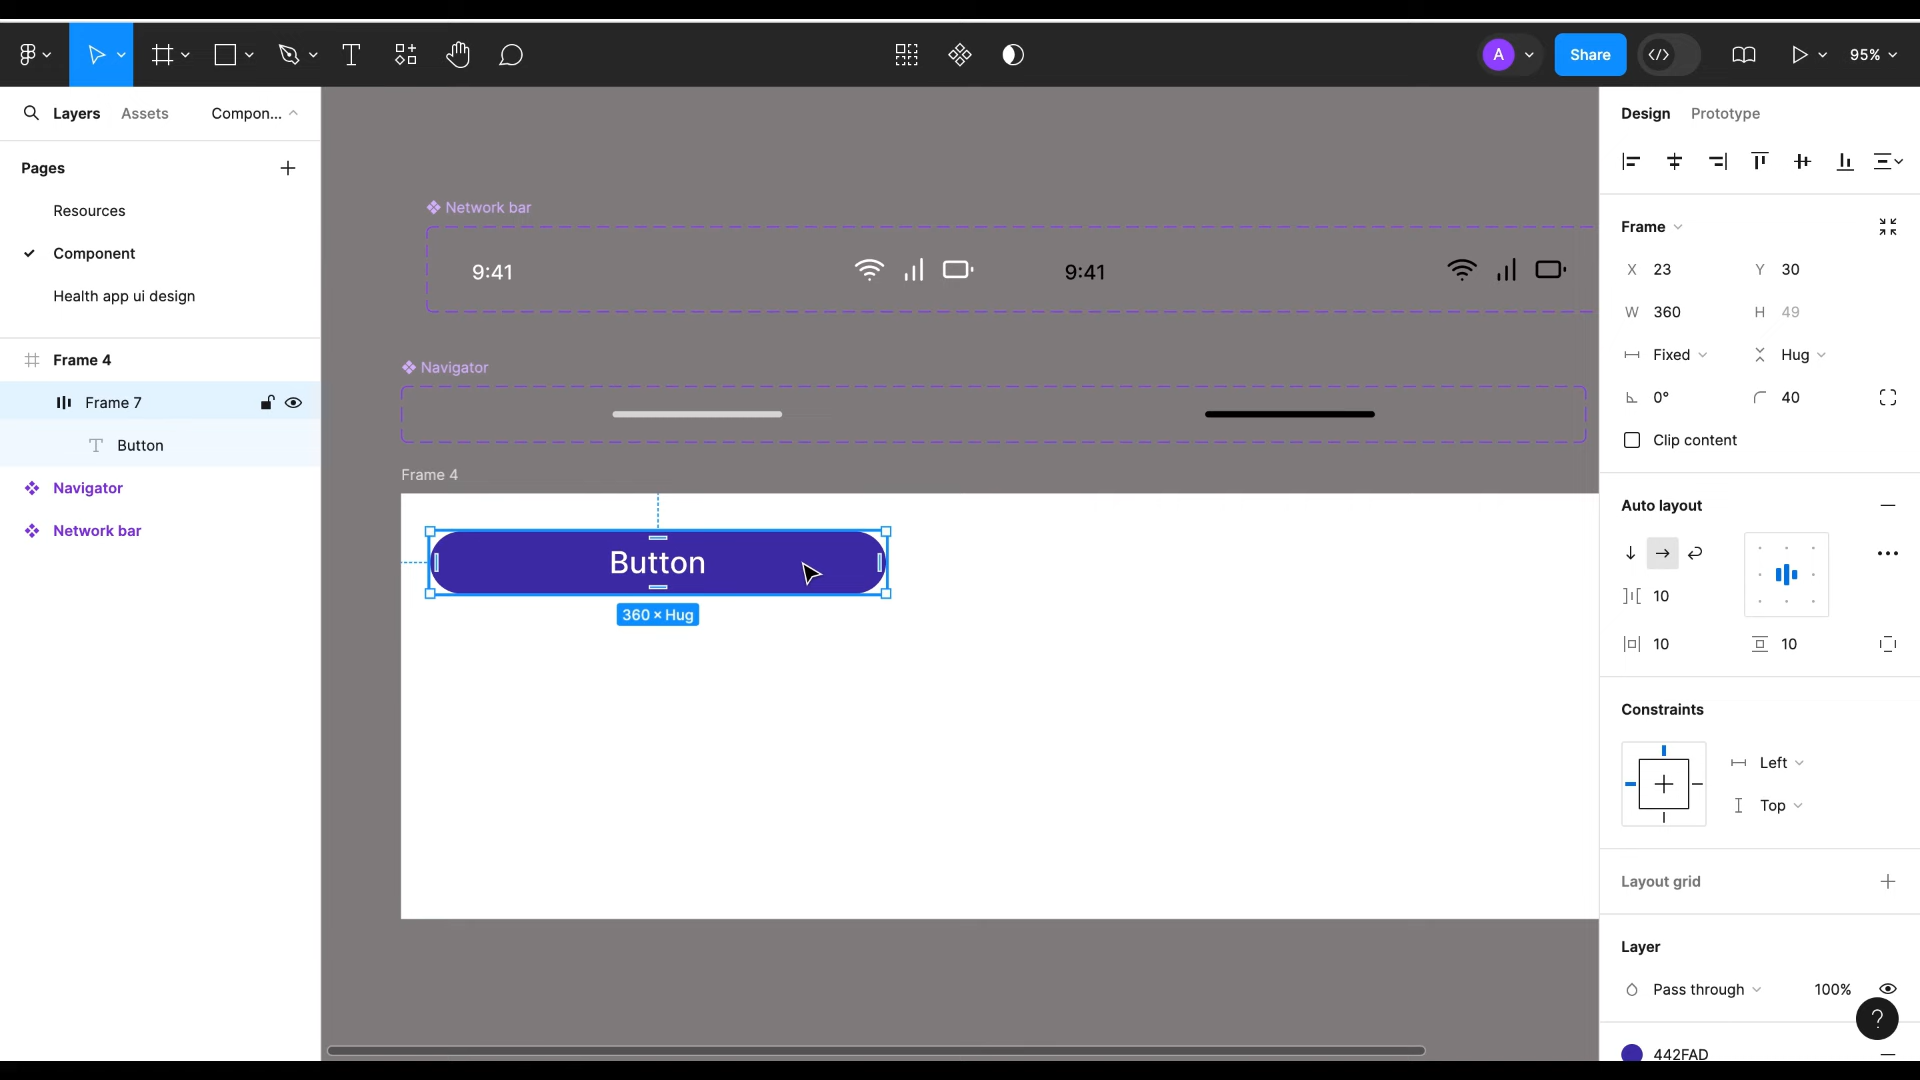 A
Share
95%
Layers Assets Compon...
Pages
Resources
Component
Health app ui design
Frame 4
Frame 7
Button
Navigator
Network bar
Network bar
9:41
9:41
Navigator
Frame 4
Button
360 × Hug
Design Prototype
Frame
X 23 Y 30
W 360 H 49
Fixed Hug
0° 40
Clip content
Auto layout
10
10 10
Constraints
Left
Top
Layout grid
Layer
Pass through 100%
?
442FAD